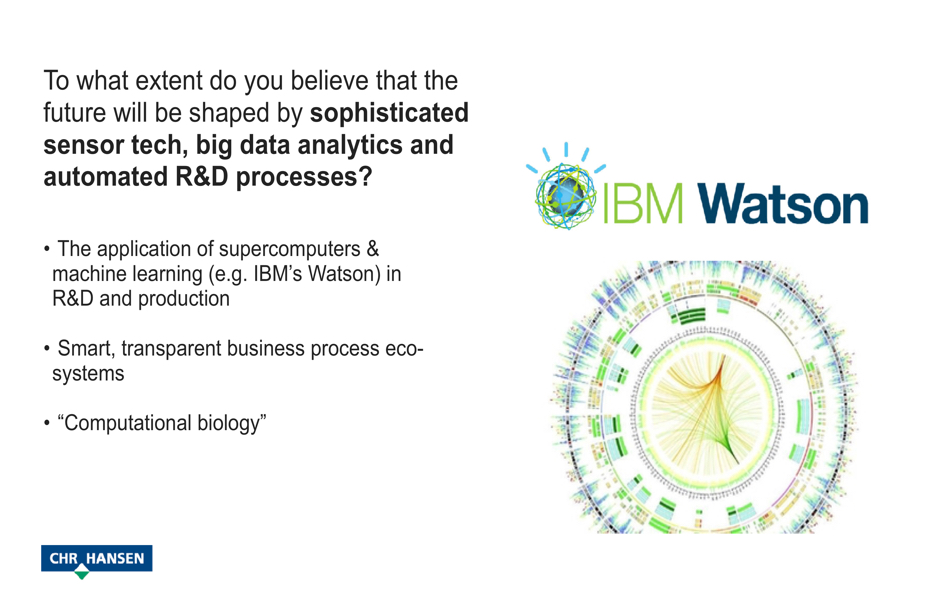 To what extent do you believe that the
future will be shaped by sophisticated
sensor tech, big data analytics and
automated R&D processes?
• The application of supercomputers &
machine learning (e.g. IBM’s Watson) in
R&D and production
• Smart, transparent business process eco-
systems
• “Computational biology”
IBM Watson
CHR HANSEN